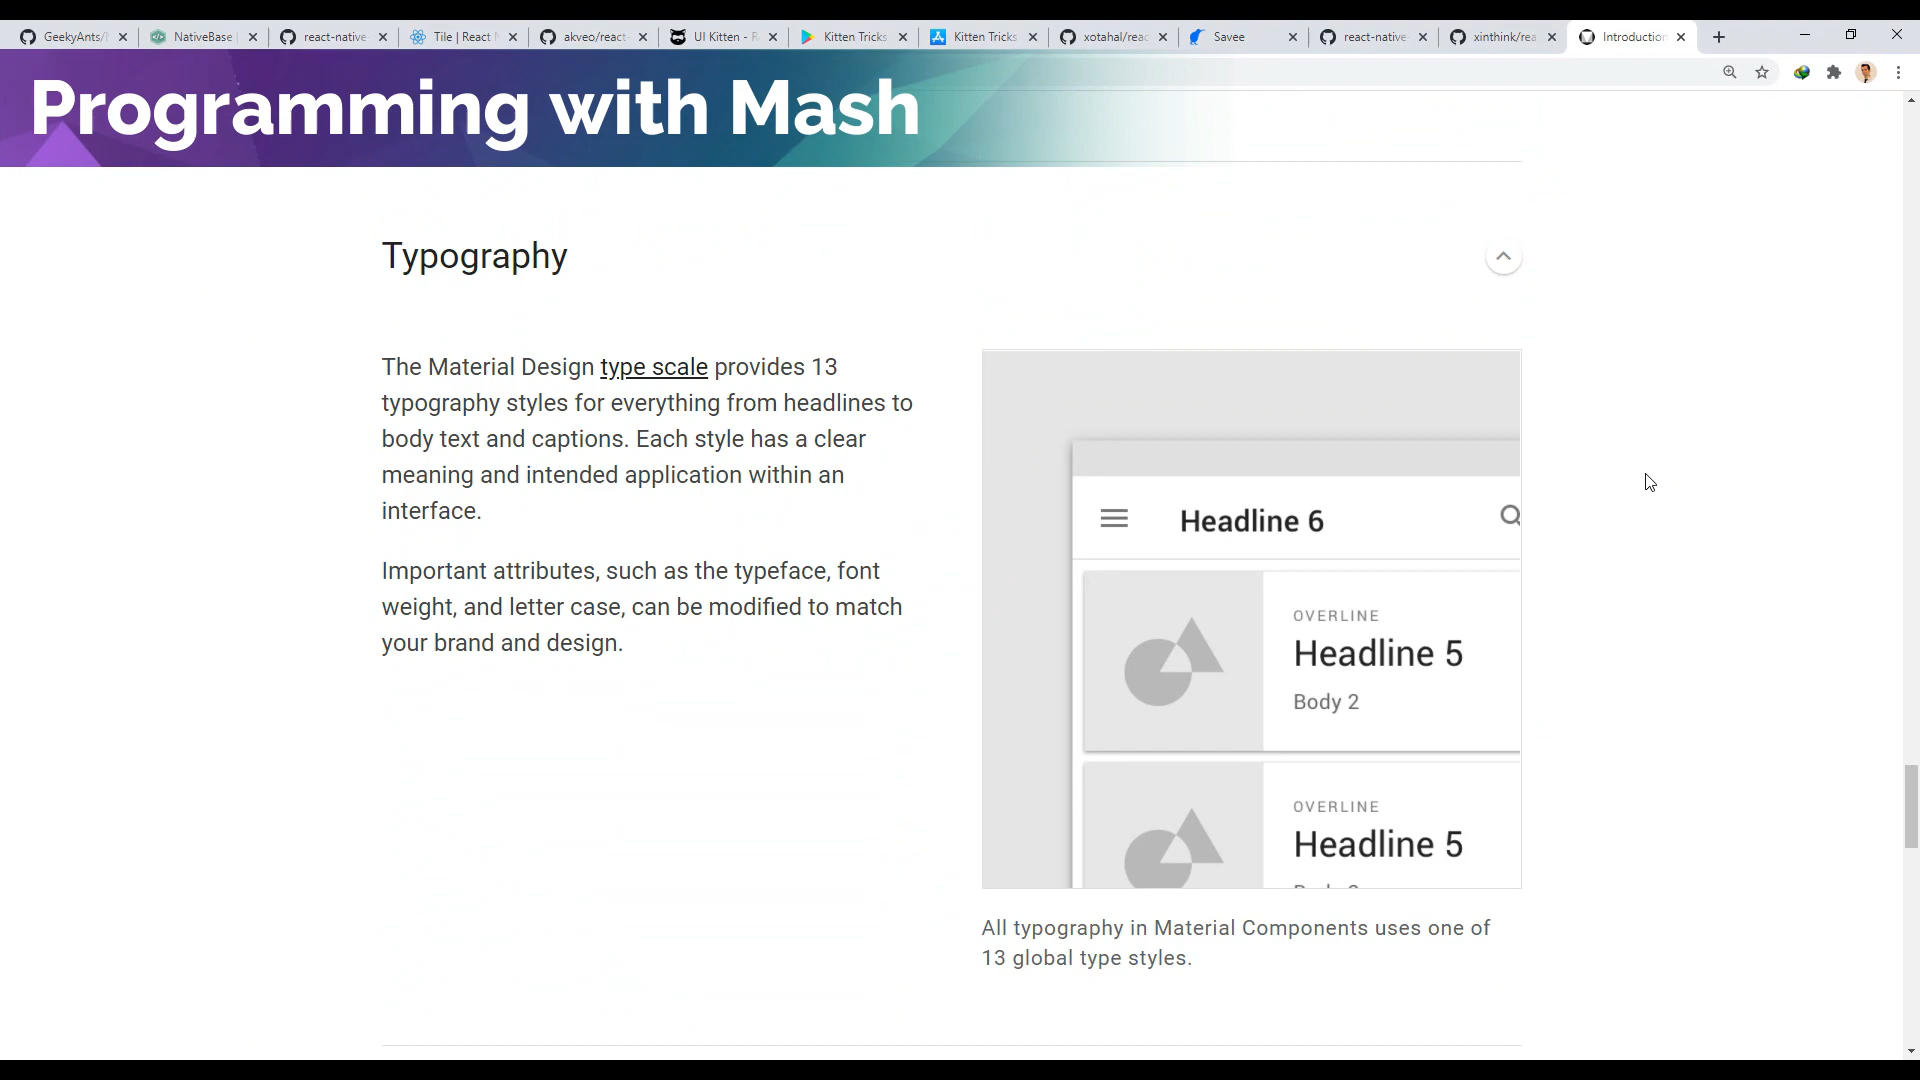 GeekyAnts/
NativeBase
react-native-
Tile | React N
akveo/react-
UI Kitten - R
Kitten Tricks
Kitten Tricks
xotahal/reac
Savee
react-native-
xinthink/rea
Introduction
Programming with Mash
Typography
The Material Design type scale provides 13
typography styles for everything from headlines to
body text and captions. Each style has a clear
meaning and intended application within an
interface.
Important attributes, such as the typeface, font
weight, and letter case, can be modified to match
your brand and design.
Headline 6
OVERLINE
Headline 5
Body 2
OVERLINE
Headline 5
All typography in Material Components uses one of
13 global type styles.